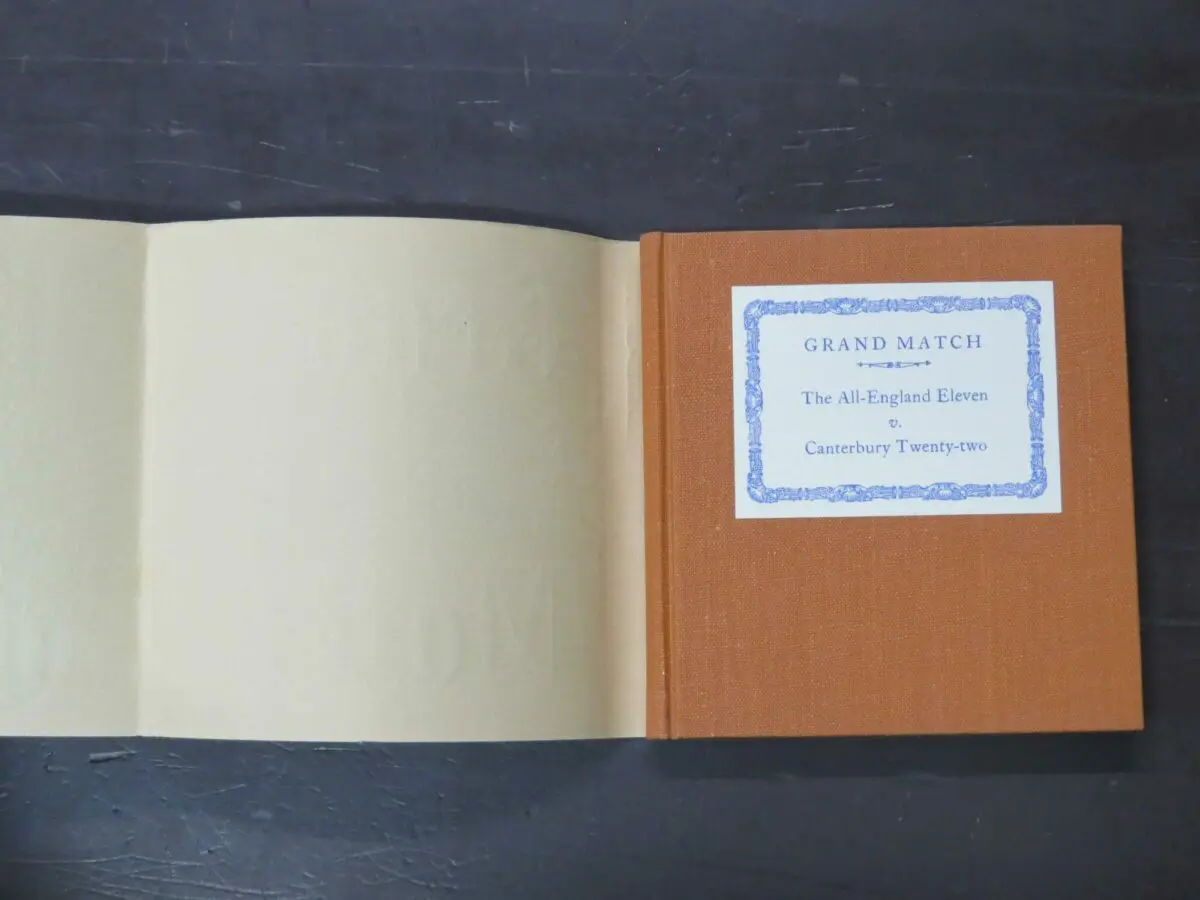 GRAND MATCH
The All-England Eleven
v.
Canterbury Twenty-two